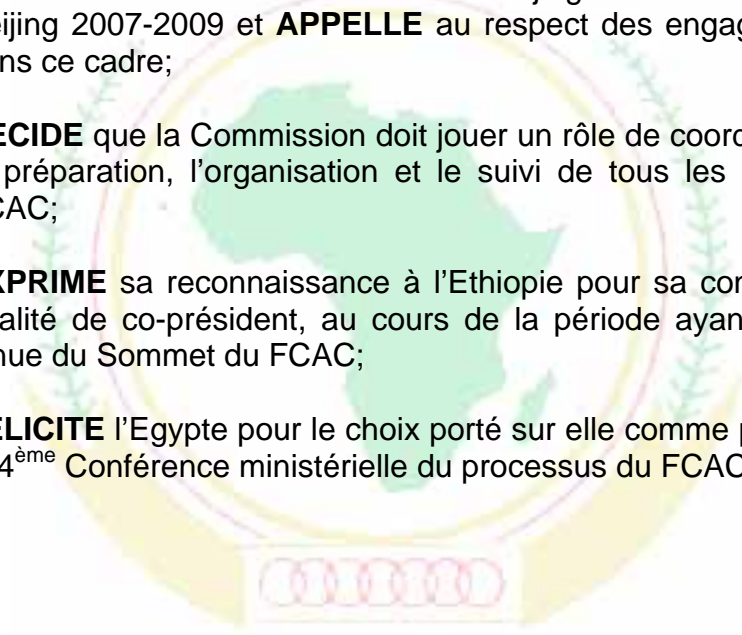 eijing 2007-2009 et APPELLE au respect des engag
ns ce cadre;
ECIDE que la Commission doit jouer un rôle de coord
préparation, l'organisation et le suivi de tous les
CAC;
XPRIME sa reconnaissance à l'Ethiopie pour sa con
alité de co-président, au cours de la période ayan
nue du Sommet du FCAC;
ELICITE l'Egypte pour le choix porté sur elle comme p
4ème Conférence ministérielle du processus du FCAC